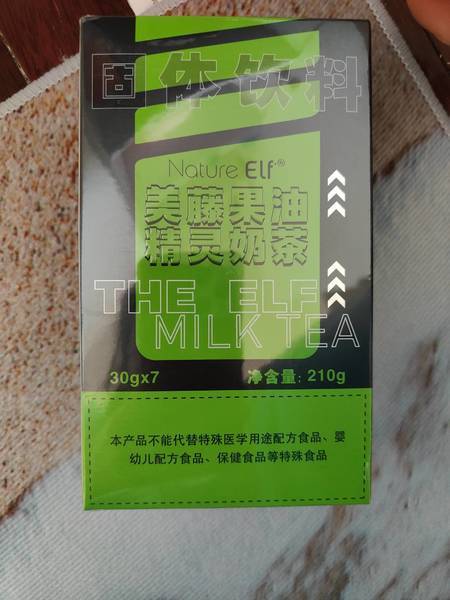 固体饮料
Nature Elf®
美藤果油
精灵奶茶
THE ELF
MILK TEA
30gx7 净含量: 210g
本产品不能代替特殊医学用途配方食品、婴
幼儿配方食品、保健食品等特殊食品